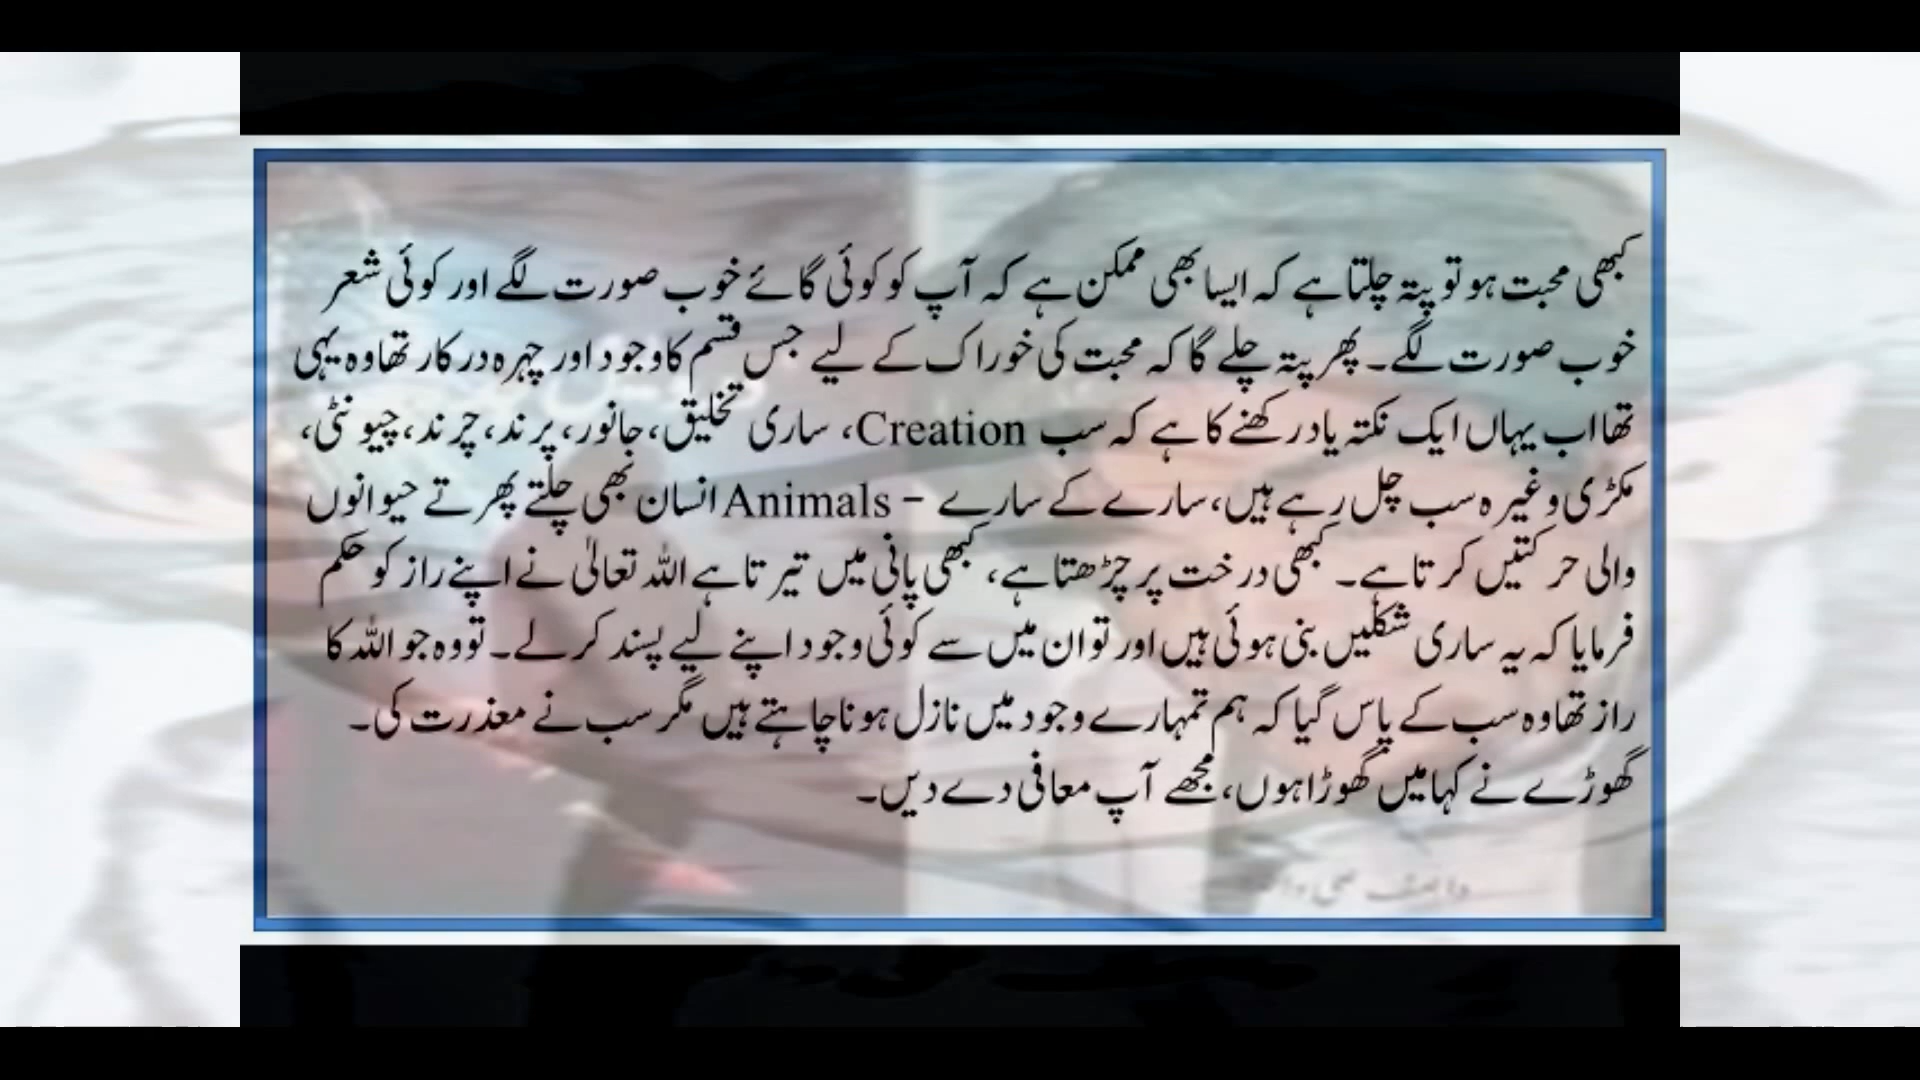 کبھی محبت ہو تو پتہ چلتا ہے کہ ایسا بھی ممکن ہے کہ آپ کو کوئی گائے خوب صورت لگے اور کوئی شعر
خوب صورت لگے۔ پھر پتہ چلے گا کہ محبت کی خوراک کے لیے جس قسم کا وجود اور چہرہ درکار تھا وہ یہی
تھا اب یہاں ایک نکتہ یاد رکھنے کا ہے کہ سب Creation، ساری تخلیق، جانور، پرند، چرند، چیونٹی،
مکڑی وغیرہ سب چل رہے ہیں، سارے کے سارے – Animals انسان بھی چلتے پھرتے حیوانوں
والی حرکتیں کرتا ہے۔ کبھی درخت پر چڑھتا ہے، کبھی پانی میں تیرتا ہے اللہ تعالیٰ نے اپنے راز کو حکم
فرمایا کہ یہ ساری شکلیں بنی ہوئی ہیں اور تو ان میں سے کوئی وجود اپنے لیے پسند کر لے۔ تو وہ جو اللہ کا
راز تھا وہ سب کے پاس گیا کہ ہم تمہارے وجود میں نازل ہونا چاہتے ہیں مگر سب نے معذرت کی۔
گھوڑے نے کہا میں گھوڑا ہوں، مجھے آپ معافی دے دیں۔